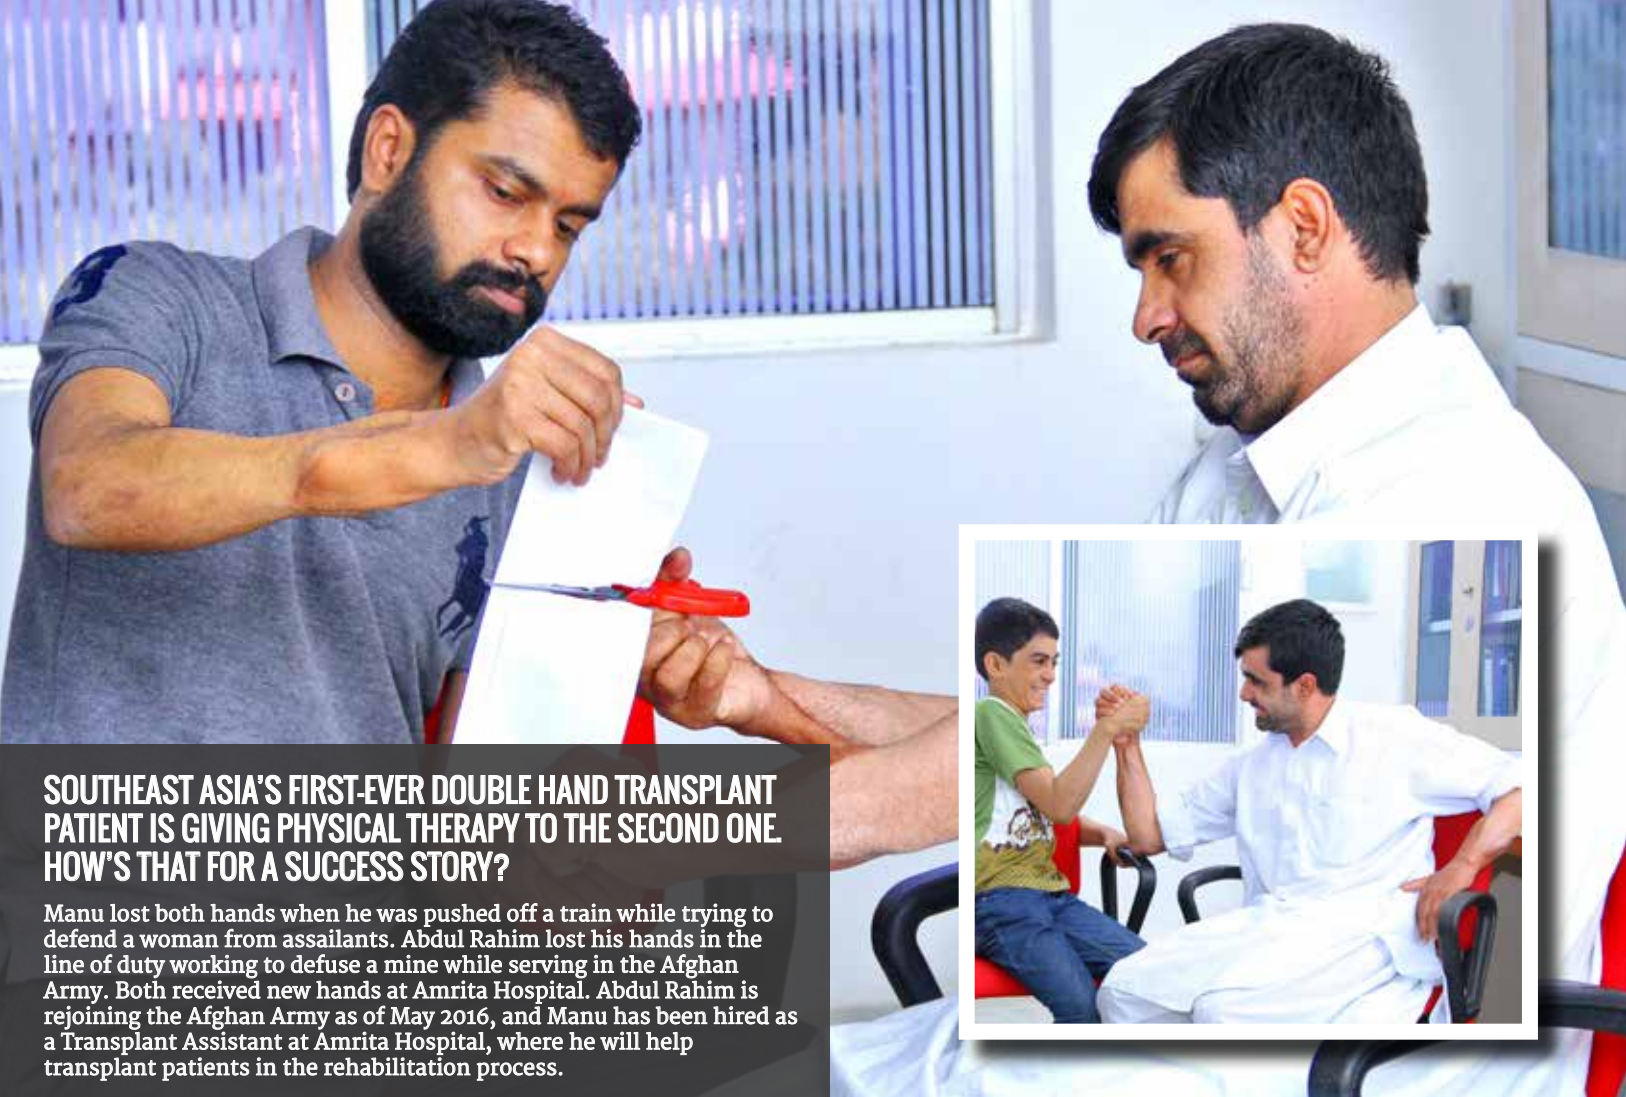 SOUTHEAST ASIA'S FIRST-EVER DOUBLE HAND TRANSPLANT
PATIENT IS GIVING PHYSICAL THERAPY TO THE SECOND ONE.
HOW'S THAT FOR A SUCCESS STORY?
Manu lost both hands when he was pushed off a train while trying to
defend a woman from assailants. Abdul Rahim lost his hands in the
line of duty working to defuse a mine while serving in the Afghan
Army. Both received new hands at Amrita Hospital. Abdul Rahim is
rejoining the Afghan Army as of May 2016, and Manu has been hired as
a Transplant Assistant at Amrita Hospital, where he will help
transplant patients in the rehabilitation process.